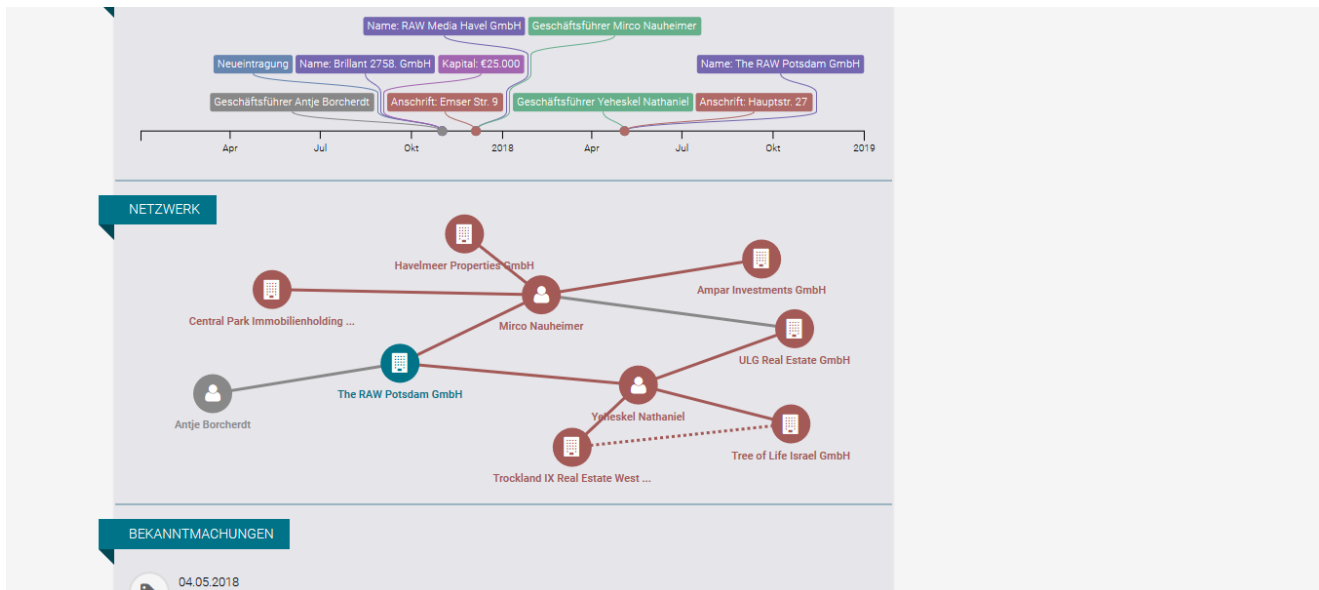 Name: RAW Media Havel GmbH Geschäftsführer Mirco Nauheimer
Neueintragung Name: Brillant 2758. GmbH Kapital: €25.000 Name: The RAW Potsdam GmbH
Geschäftsführer Antje Borcherdt Anschrift: Emser Str. 9 Geschäftsführer Yeheskel Nathaniel Anschrift: Hauptstr. 27
Apr Jul Okt 2018 Apr Jul Okt 2019
NETZWERK
Havelmeer Properties GmbH
Ampar Investments GmbH
Central Park Immobilienholding ...
Mirco Nauheimer
ULG Real Estate GmbH
The RAW Potsdam GmbH
Yeheskel Nathaniel
Antje Borcherdt
Tree of Life Israel GmbH
Trockland IX Real Estate West ...
BEKANNTMACHUNGEN
04.05.2018